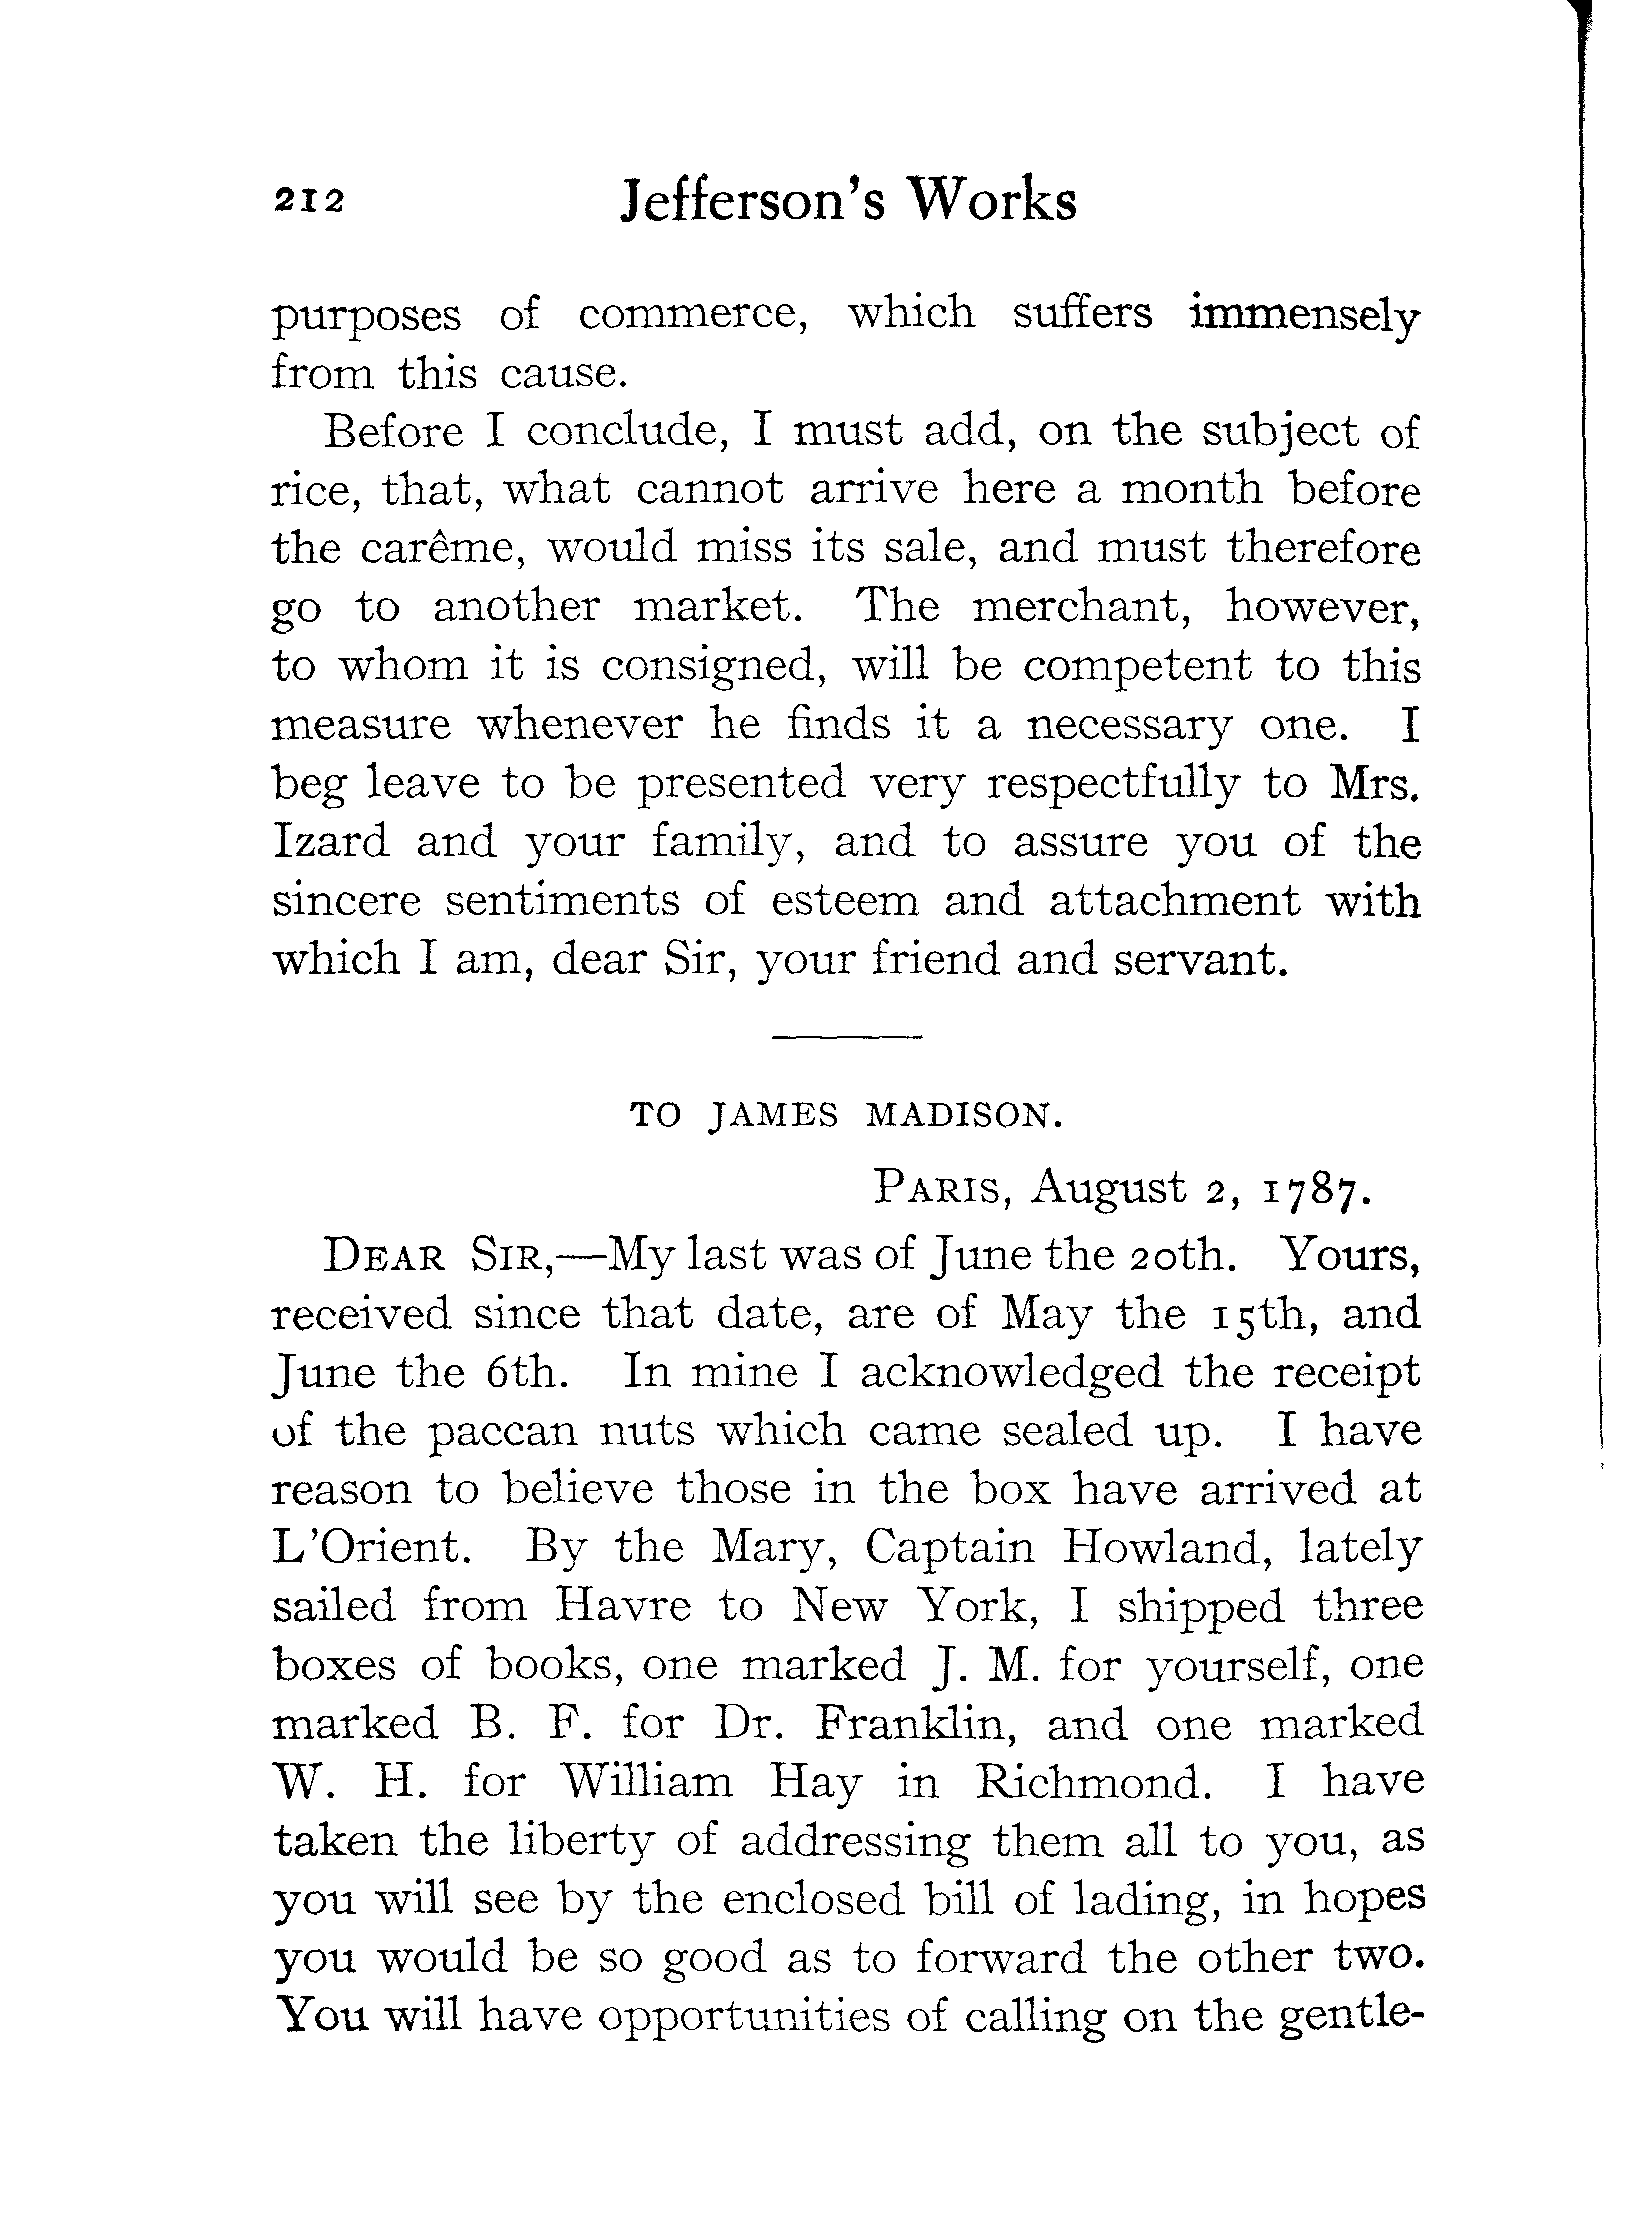 212 Jefferson's Works
purposes of commerce, which suffers immensely
from this cause.
Before I conclude, I must add, on the subject of
rice, that, what cannot arrive here a month before
the carême, would miss its sale, and must therefore
go to another market. The merchant, however,
to whom it is consigned, will be competent to this
measure whenever he finds it a necessary one. I
beg leave to be presented very respectfully to Mrs.
Izard and your family, and to assure you of the
sincere sentiments of esteem and attachment with
which I am, dear Sir, your friend and servant.
TO JAMES MADISON.
PARIS, August 2, 1787.
DEAR SIR,—My last was of June the 20th. Yours,
received since that date, are of May the 15th, and
June the 6th. In mine I acknowledged the receipt
of the paccan nuts which came sealed up. I have
reason to believe those in the box have arrived at
L'Orient. By the Mary, Captain Howland, lately
sailed from Havre to New York, I shipped three
boxes of books, one marked J. M. for yourself, one
marked B. F. for Dr. Franklin, and one marked
W. H. for William Hay in Richmond. I have
taken the liberty of addressing them all to you, as
you will see by the enclosed bill of lading, in hopes
you would be so good as to forward the other two.
You will have opportunities of calling on the gentle-